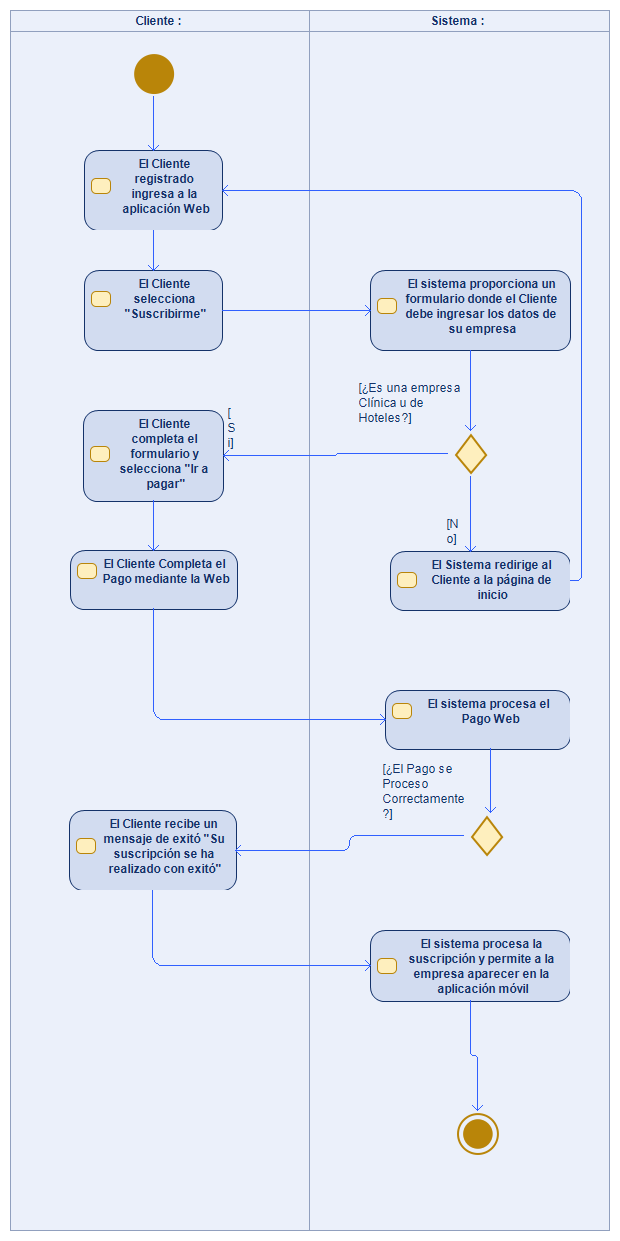 Cliente :
Sistema :
El Cliente
registrado
ingresa a la
aplicación Web
El Cliente
selecciona
"Suscribirme"
El sistema proporciona un
formulario donde el Cliente
debe ingresar los datos de
su empresa
[¿Es una empresa
Clínica u de
Hoteles?]
[
S
i]
El Cliente
completa el
formulario y
selecciona "Ir a
pagar"
[N
o]
El Cliente Completa el
Pago mediante la Web
El Sistema redirige al
Cliente a la página de
inicio
El sistema procesa el
Pago Web
[¿El Pago se
Proceso
Correctamente
?]
El Cliente recibe un
mensaje de exitó "Su
suscripción se ha
realizado con exitó"
El sistema procesa la
suscripción y permite a la
empresa aparecer en la
aplicación móvil